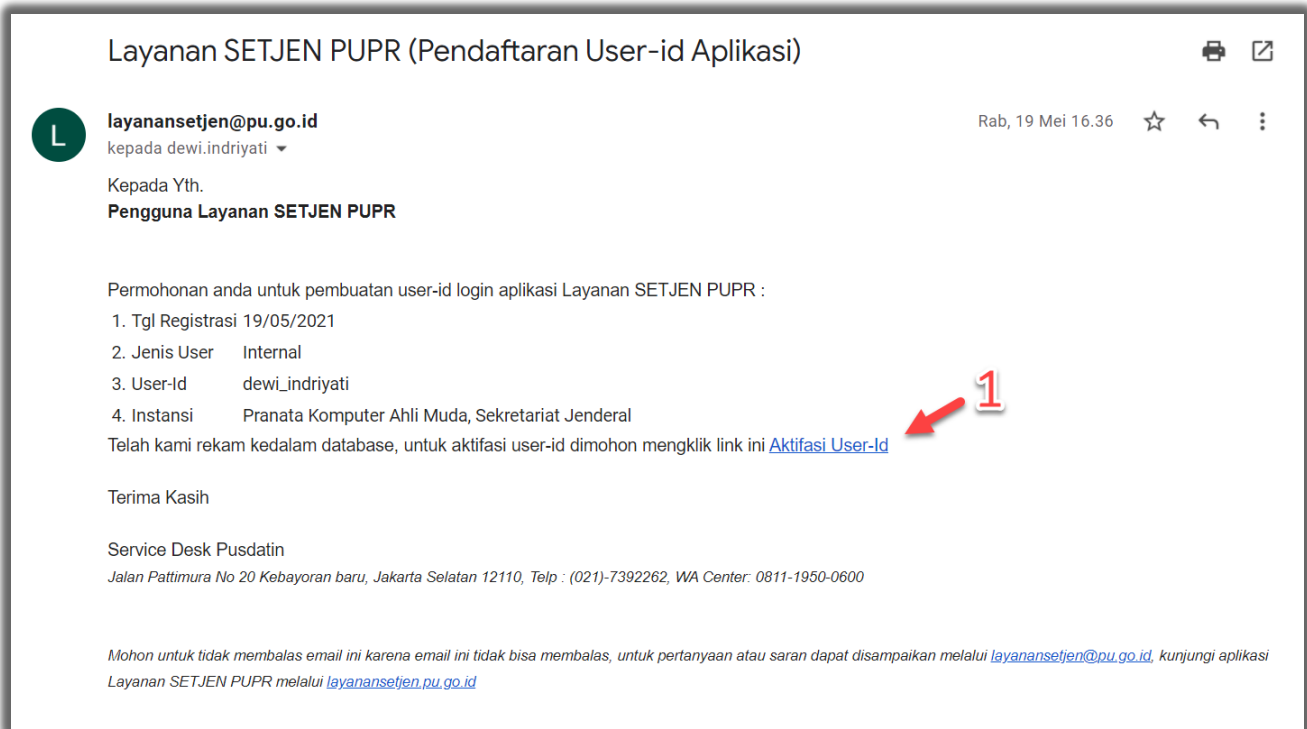 Layanan SETJEN PUPR (Pendaftaran User-id Aplikasi)
L
layanansetjen@pu.go.id
Rab, 19 Mei 16.36
kepada dewi.indriyati
Kepada Yth.
Pengguna Layanan SETJEN PUPR
Permohonan anda untuk pembuatan user-id login aplikasi Layanan SETJEN PUPR :
1. Tgl Registrasi 19/05/2021
2. Jenis User Internal
3. User-Id dewi_indriyati
4. Instansi Pranata Komputer Ahli Muda, Sekretariat Jenderal
1
Telah kami rekam kedalam database, untuk aktifasi user-id dimohon mengklik link ini Aktifasi User-Id
Terima Kasih
Service Desk Pusdatin
Jalan Pattimura No 20 Kebayoran baru, Jakarta Selatan 12110, Telp : (021)-7392262, WA Center: 0811-1950-0600
Mohon untuk tidak membalas email ini karena email ini tidak bisa membalas, untuk pertanyaan atau saran dapat disampaikan melalui layanansetjen@pu.go.id, kunjungi aplikasi
Layanan SETJEN PUPR melalui layanansetjen.pu.go.id